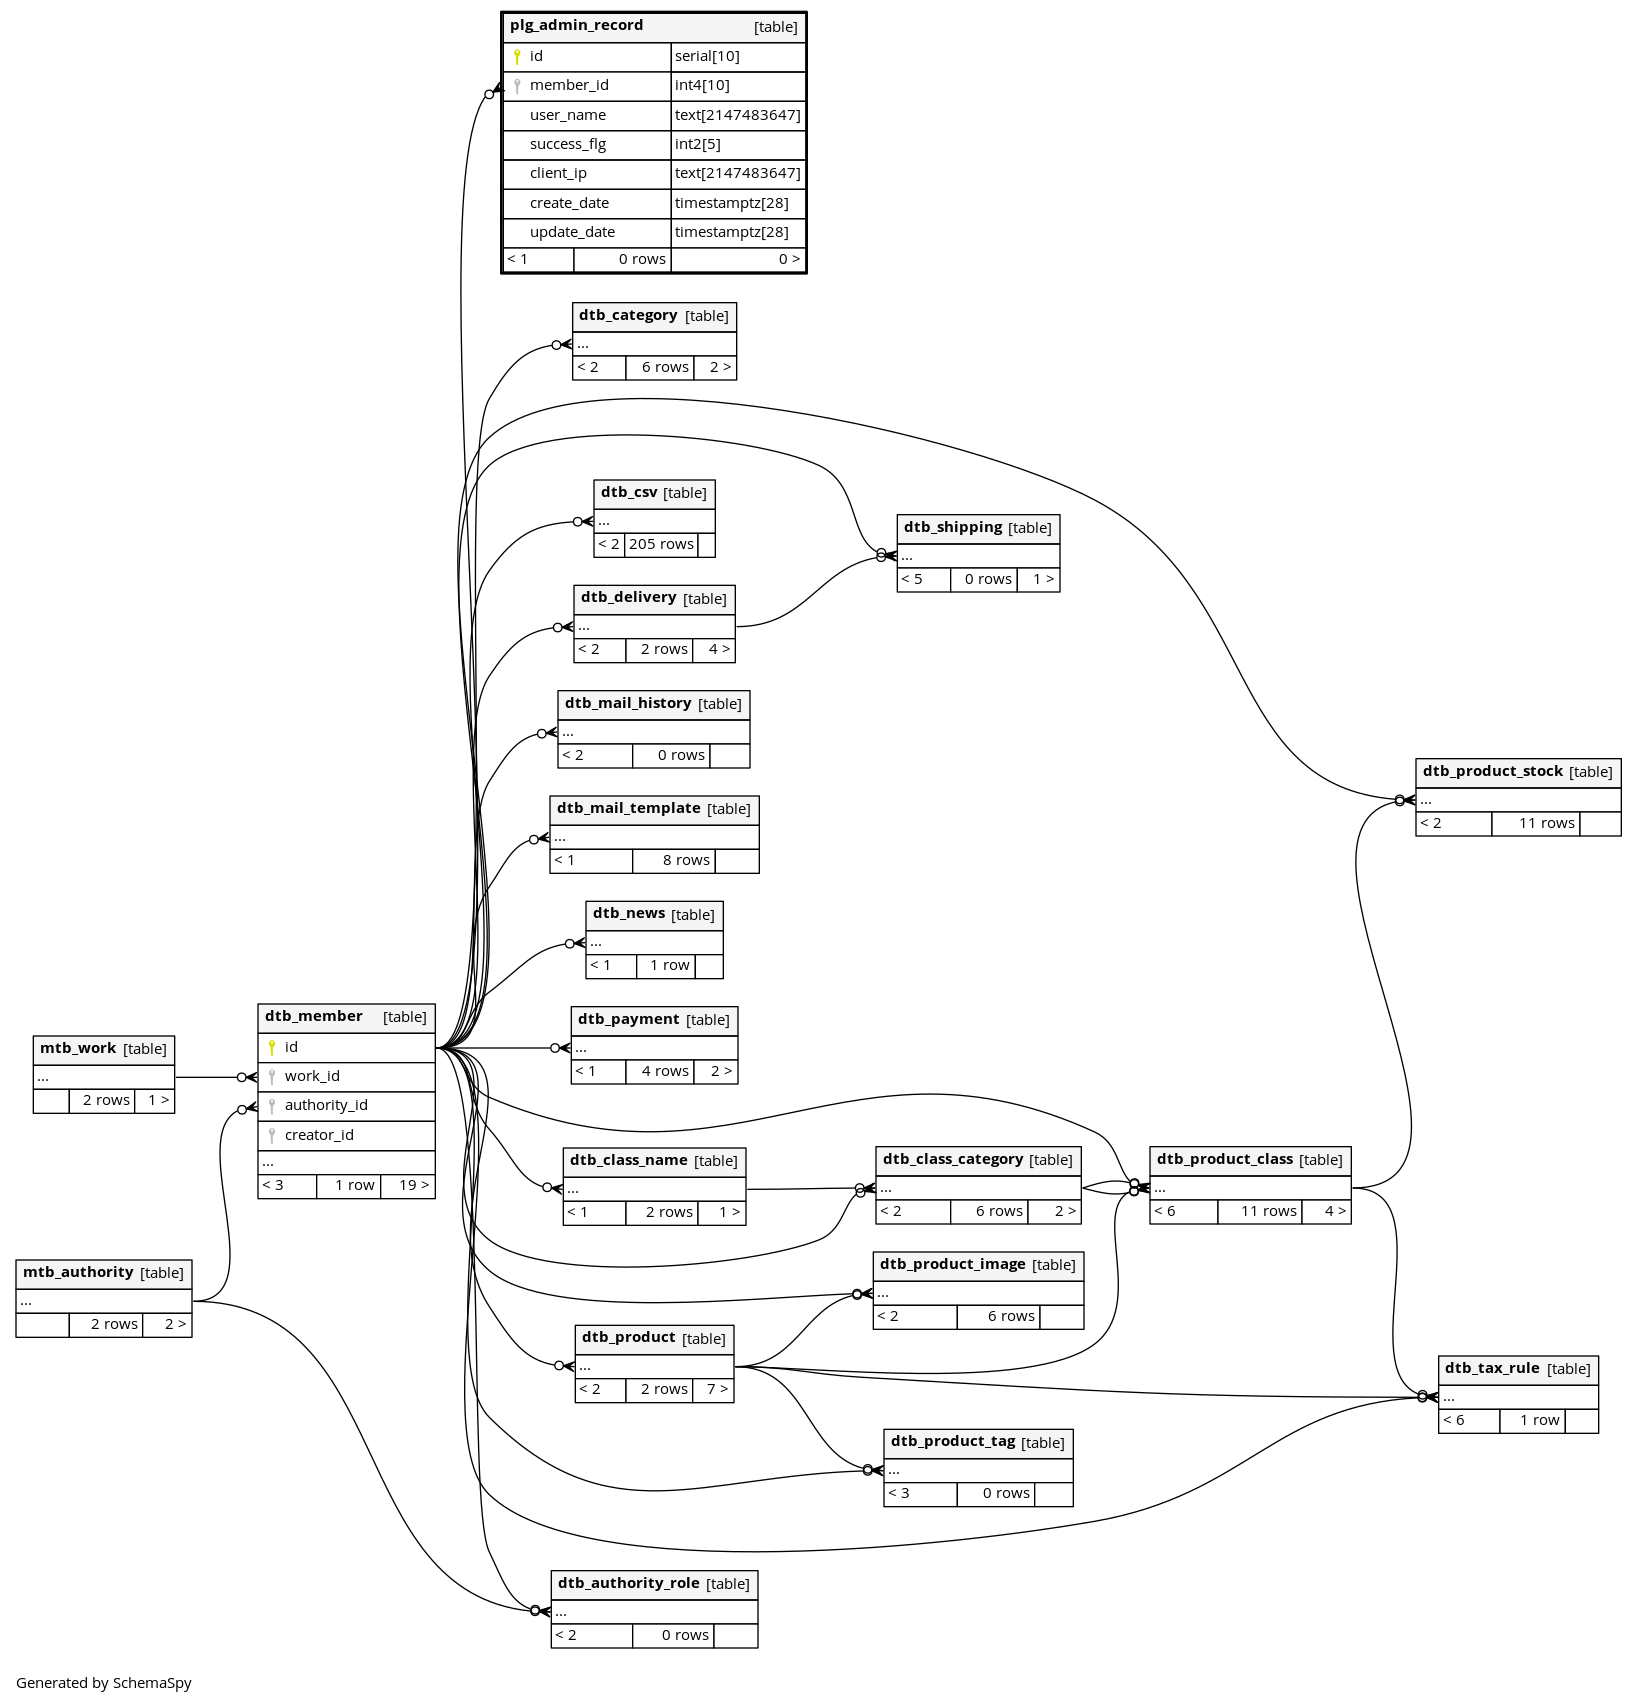 plg_admin_record [table]
id serial[10]
member_id int4[10]
user_name text[2147483647]
success_flg int2[5]
client_ip text[2147483647]
create_date timestamptz[28]
update_date timestamptz[28]
< 1 0 rows 0 >
dtb_category [table]
...
< 2 6 rows 2 >
dtb_csv [table]
...
< 2 205 rows
dtb_shipping [table]
...
< 5 0 rows 1 >
dtb_delivery [table]
...
< 2 2 rows 4 >
dtb_mail_history [table]
...
< 2 0 rows
dtb_product_stock [table]
...
< 2 11 rows
dtb_mail_template [table]
...
< 1 8 rows
dtb_news [table]
...
< 1 1 row
dtb_member [table]
id
work_id
authority_id
creator_id
...
< 3 1 row 19 >
dtb_payment [table]
...
< 1 4 rows 2 >
mtb_work [table]
...
2 rows 1 >
dtb_class_name [table]
...
< 1 2 rows 1 >
dtb_class_category [table]
...
< 2 6 rows 2 >
dtb_product_class [table]
...
< 6 11 rows 4 >
mtb_authority [table]
...
2 rows 2 >
dtb_product_image [table]
...
< 2 6 rows
dtb_product [table]
...
< 2 2 rows 7 >
dtb_tax_rule [table]
...
< 6 1 row
dtb_product_tag [table]
...
< 3 0 rows
dtb_authority_role [table]
...
< 2 0 rows
Generated by SchemaSpy